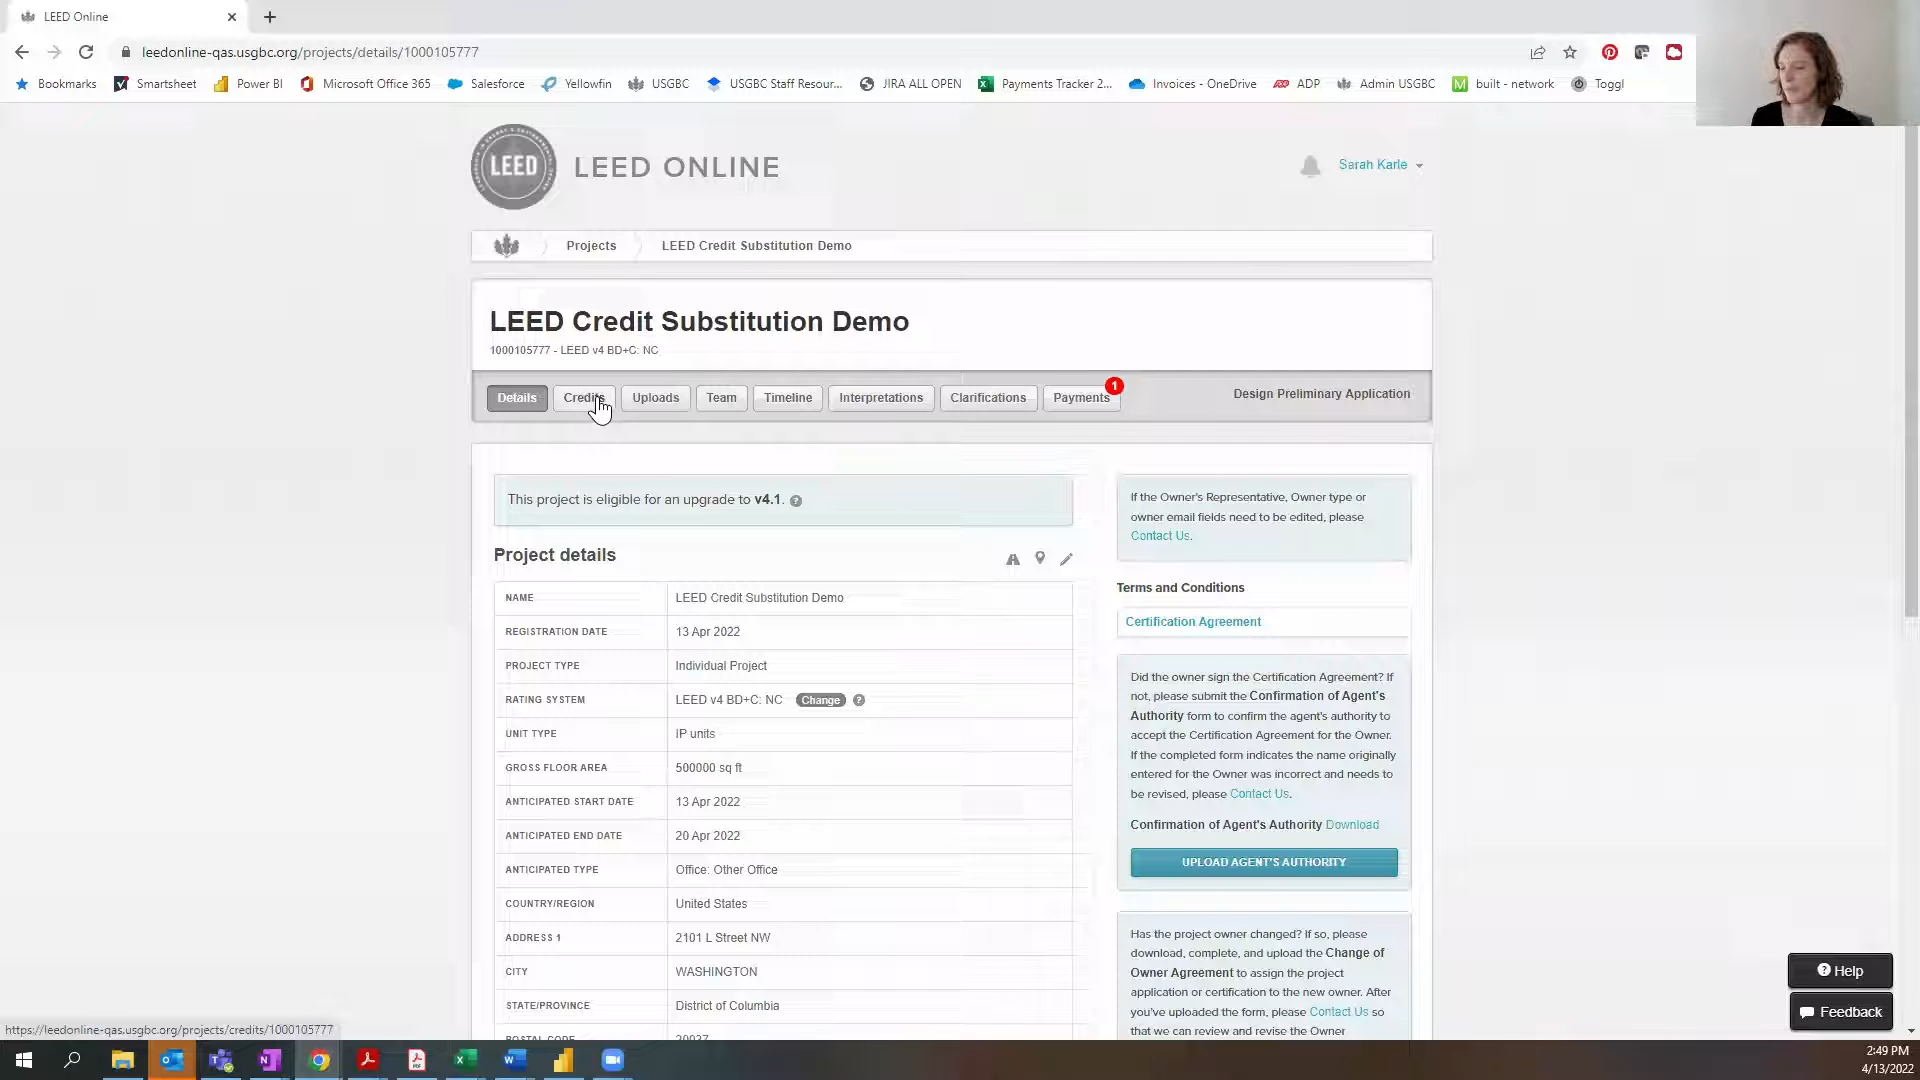 LEED Online
leedonline-qas.usgbc.org/projects/details/1000105777
Bookmarks Smartsheet Power BI Microsoft Office 365 Salesforce Yellowfin USGBC USGBC Staff Resour... JIRA ALL OPEN Payments Tracker 2... Invoices - OneDrive ADP Admin USGBC built - network Toggl
LEED
LEED ONLINE
Sarah Karle
Projects LEED Credit Substitution Demo
LEED Credit Substitution Demo
1000105777 - LEED v4 BD+C: NC
Details Credits Uploads Team Timeline Interpretations Clarifications Payments 1 Design Preliminary Application
This project is eligible for an upgrade to v4.1.
Project details
NAME LEED Credit Substitution Demo
REGISTRATION DATE 13 Apr 2022
PROJECT TYPE Individual Project
RATING SYSTEM LEED v4 BD+C: NC Change
UNIT TYPE IP units
GROSS FLOOR AREA 500000 sq ft
ANTICIPATED START DATE 13 Apr 2022
ANTICIPATED END DATE 20 Apr 2022
ANTICIPATED TYPE Office: Other Office
COUNTRY/REGION United States
ADDRESS 1 2101 L Street NW
CITY WASHINGTON
STATE/PROVINCE District of Columbia
POSTAL CODE 20037
If the Owner's Representative, Owner type or
owner email fields need to be edited, please
Contact Us.
Terms and Conditions
Certification Agreement
Did the owner sign the Certification Agreement? If
not, please submit the Confirmation of Agent's
Authority form to confirm the agent's authority to
accept the Certification Agreement for the Owner.
If the completed form indicates the name originally
entered for the Owner was incorrect and needs to
be revised, please Contact Us.
Confirmation of Agent's Authority Download
UPLOAD AGENT'S AUTHORITY
Has the project owner changed? If so, please
download, complete, and upload the Change of
Owner Agreement to assign the project
application or certification to the new owner. After
you've uploaded the form, please Contact Us so
that we can review and revise the Owner
Help
Feedback
https://leedonline-qas.usgbc.org/projects/credits/1000105777
2:49 PM
4/13/2022